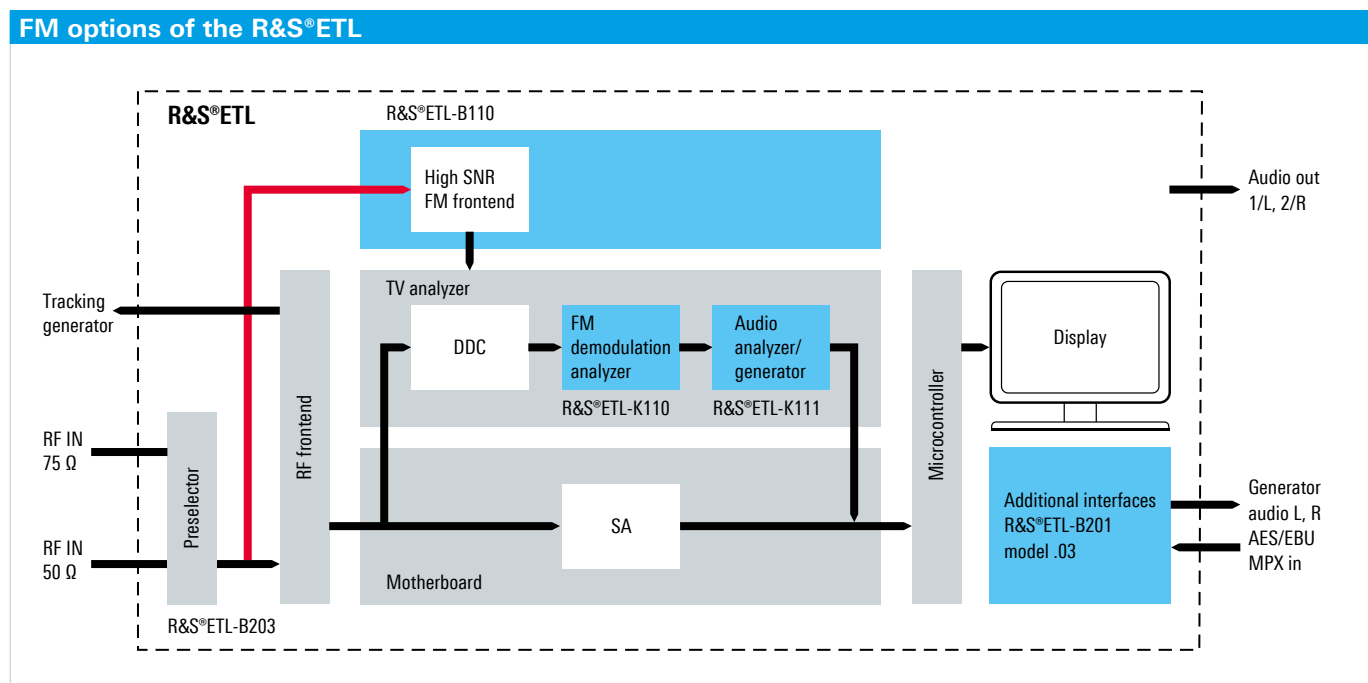 FM options of the R&S®ETL
R&S®ETL
R&S®ETL-B110
High SNR
FM frontend
Audio out
1/L, 2/R
Tracking
generator
TV analyzer
DDC
FM
demodulation
analyzer
Audio
analyzer/
generator
R&S®ETL-K110
R&S®ETL-K111
Display
RF IN
75 Ω
RF IN
50 Ω
Preselector
R&S®ETL-B203
RF frontend
SA
Motherboard
Microcontroller
Additional interfaces
R&S®ETL-B201
model .03
Generator
audio L, R
AES/EBU
MPX in